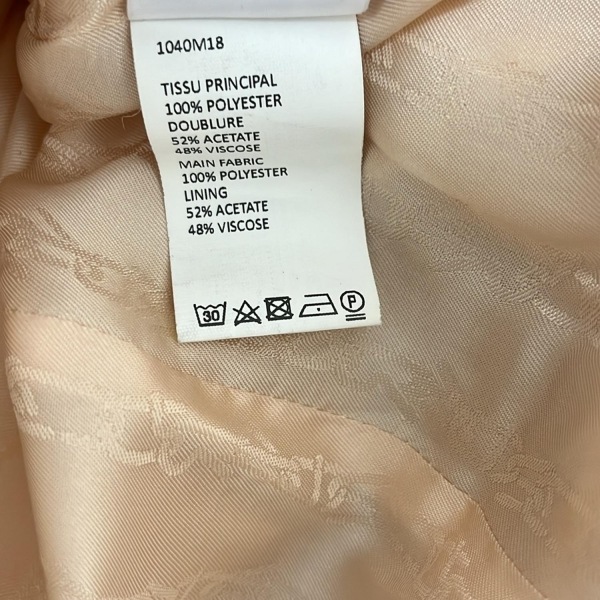 1040M18
TISSU PRINCIPAL
100% POLYESTER
DOUBLURE
52% ACETATE
48% VISCOSE
MAIN FABRIC
100% POLYESTER
LINING
52% ACETATE
48% VISCOSE
30 P